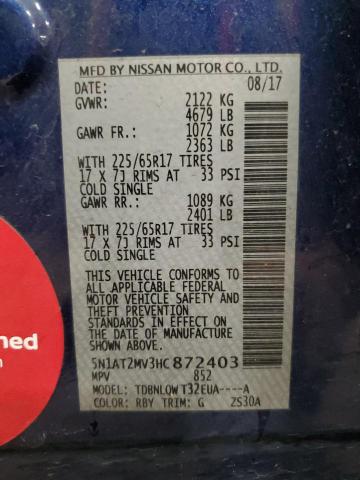 MFD BY NISSAN MOTOR CO., LTD.
DATE: 08/17
GVWR: 2122 KG
4679 LB
GAWR FR.: 1072 KG
2363 LB
WITH 225/65R17 TIRES
17 X 7J RIMS AT 33 PSI
COLD SINGLE
GAWR RR.: 1089 KG
2401 LB
WITH 225/65R17 TIRES
17 X 7J RIMS AT 33 PSI
COLD SINGLE
THIS VEHICLE CONFORMS TO
ALL APPLICABLE FEDERAL
MOTOR VEHICLE SAFETY
AND THEFT PREVENTION
STANDARDS IN EFFECT ON
THE DATE OF MANUFACTURE
SHOWN ABOVE.
5N1AT2MV3HC872403
MPV 852
MODEL: TDBNLQWT32EUA----A
COLOR: RBY TRIM: G ZS30A